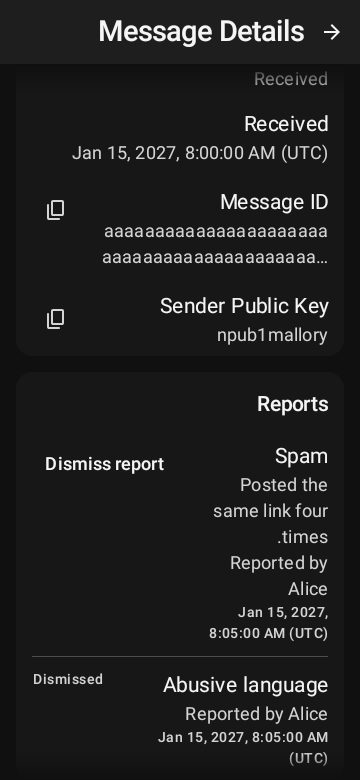 Message Details
Received
Received
Jan 15, 2027, 8:00:00 AM (UTC)
Message ID
aaaaaaaaaaaaaaaaaaaaaa
aaaaaaaaaaaaaaaaaaaaa…
Sender Public Key
npub1mallory
Reports
Spam
Dismiss report
Posted the
same link four
.times
Reported by
Alice
Jan 15, 2027,
8:05:00 AM (UTC)
Abusive language
Dismissed
Reported by Alice
Jan 15, 2027, 8:05:00 AM
(UTC)